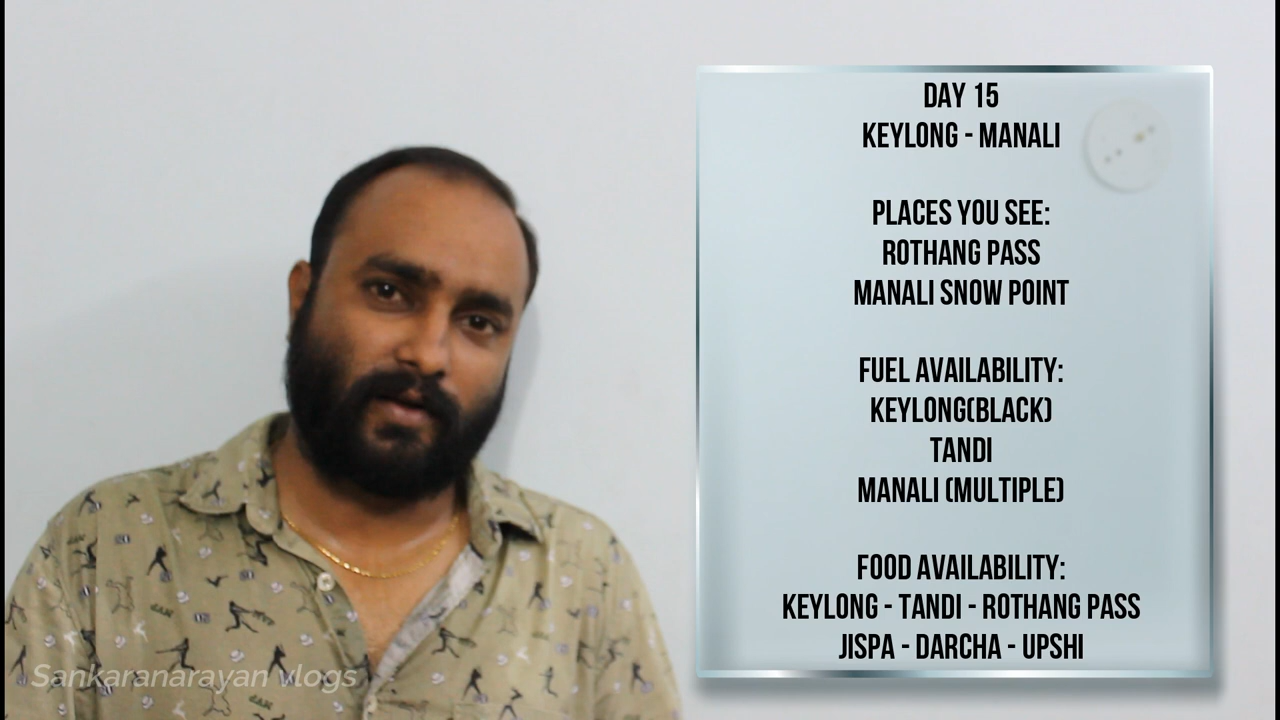 DAY 15
KEYLONG - MANALI
PLACES YOU SEE:
ROTHANG PASS
MANALI SNOW POINT
FUEL AVAILABILITY:
KEYLONG(BLACK)
TANDI
MANALI (MULTIPLE)
FOOD AVAILABILITY:
KEYLONG - TANDI - ROTHANG PASS
JISPA - DARCHA - UPSHI
Sankaranarayan vlogs